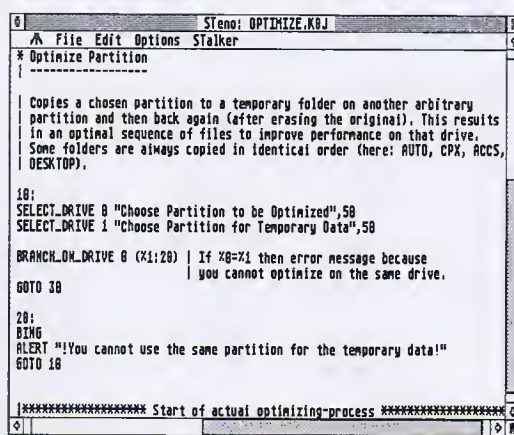 STeno: OPTIMIZE.K0J
File Edit Options STalker
* Optimize Partition
| ------------------
| Copies a chosen partition to a temporary folder on another arbitrary
| partition and then back again (after erasing the original). This results
| in an optimal sequence of files to improve performance on that drive.
| Some folders are always copied in identical order (here: AUTO, CPX, ACCS,
| DESKTOP).
10:
SELECT_DRIVE 0 "Choose Partition to be Optimized",50
SELECT_DRIVE 1 "Choose Partition for Temporary Data",50
BRANCH_ON_DRIVE 0 (%1:20) | If %0=%1 then error message because
| you cannot optimize on the same drive.
GOTO 30
20:
BING
ALERT "!You cannot use the same partition for the temporary data!"
GOTO 10
|****************** Start of actual optimizing-process ******************